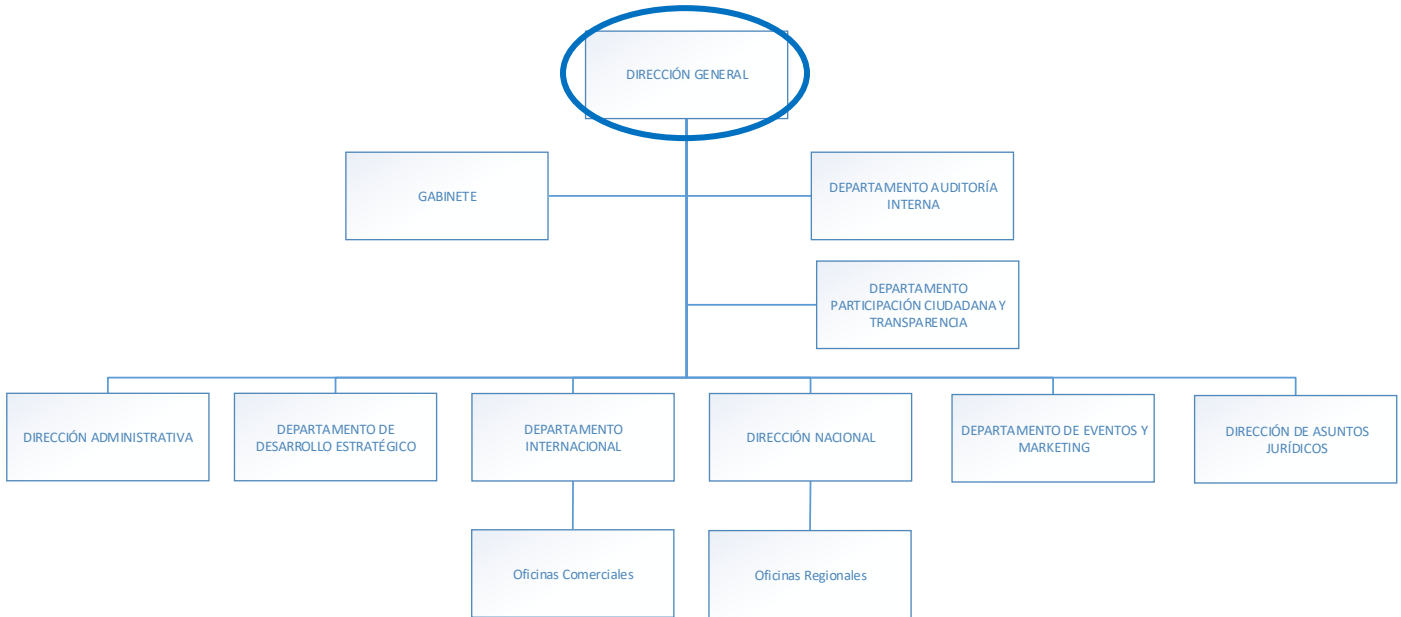 DIRECCIÓN GENERAL
GABINETE
DEPARTAMENTO AUDITORÍA
INTERNA
DEPARTAMENTO
PARTICIPACIÓN CIUDADANA Y
TRANSPARENCIA
DIRECCIÓN ADMINISTRATIVA
DEPARTAMENTO DE
DESARROLLO ESTRATÉGICO
DEPARTAMENTO
INTERNACIONAL
DIRECCIÓN NACIONAL
DEPARTAMENTO DE EVENTOS Y
MARKETING
DIRECCIÓN DE ASUNTOS
JURÍDICOS
Oficinas Comerciales
Oficinas Regionales